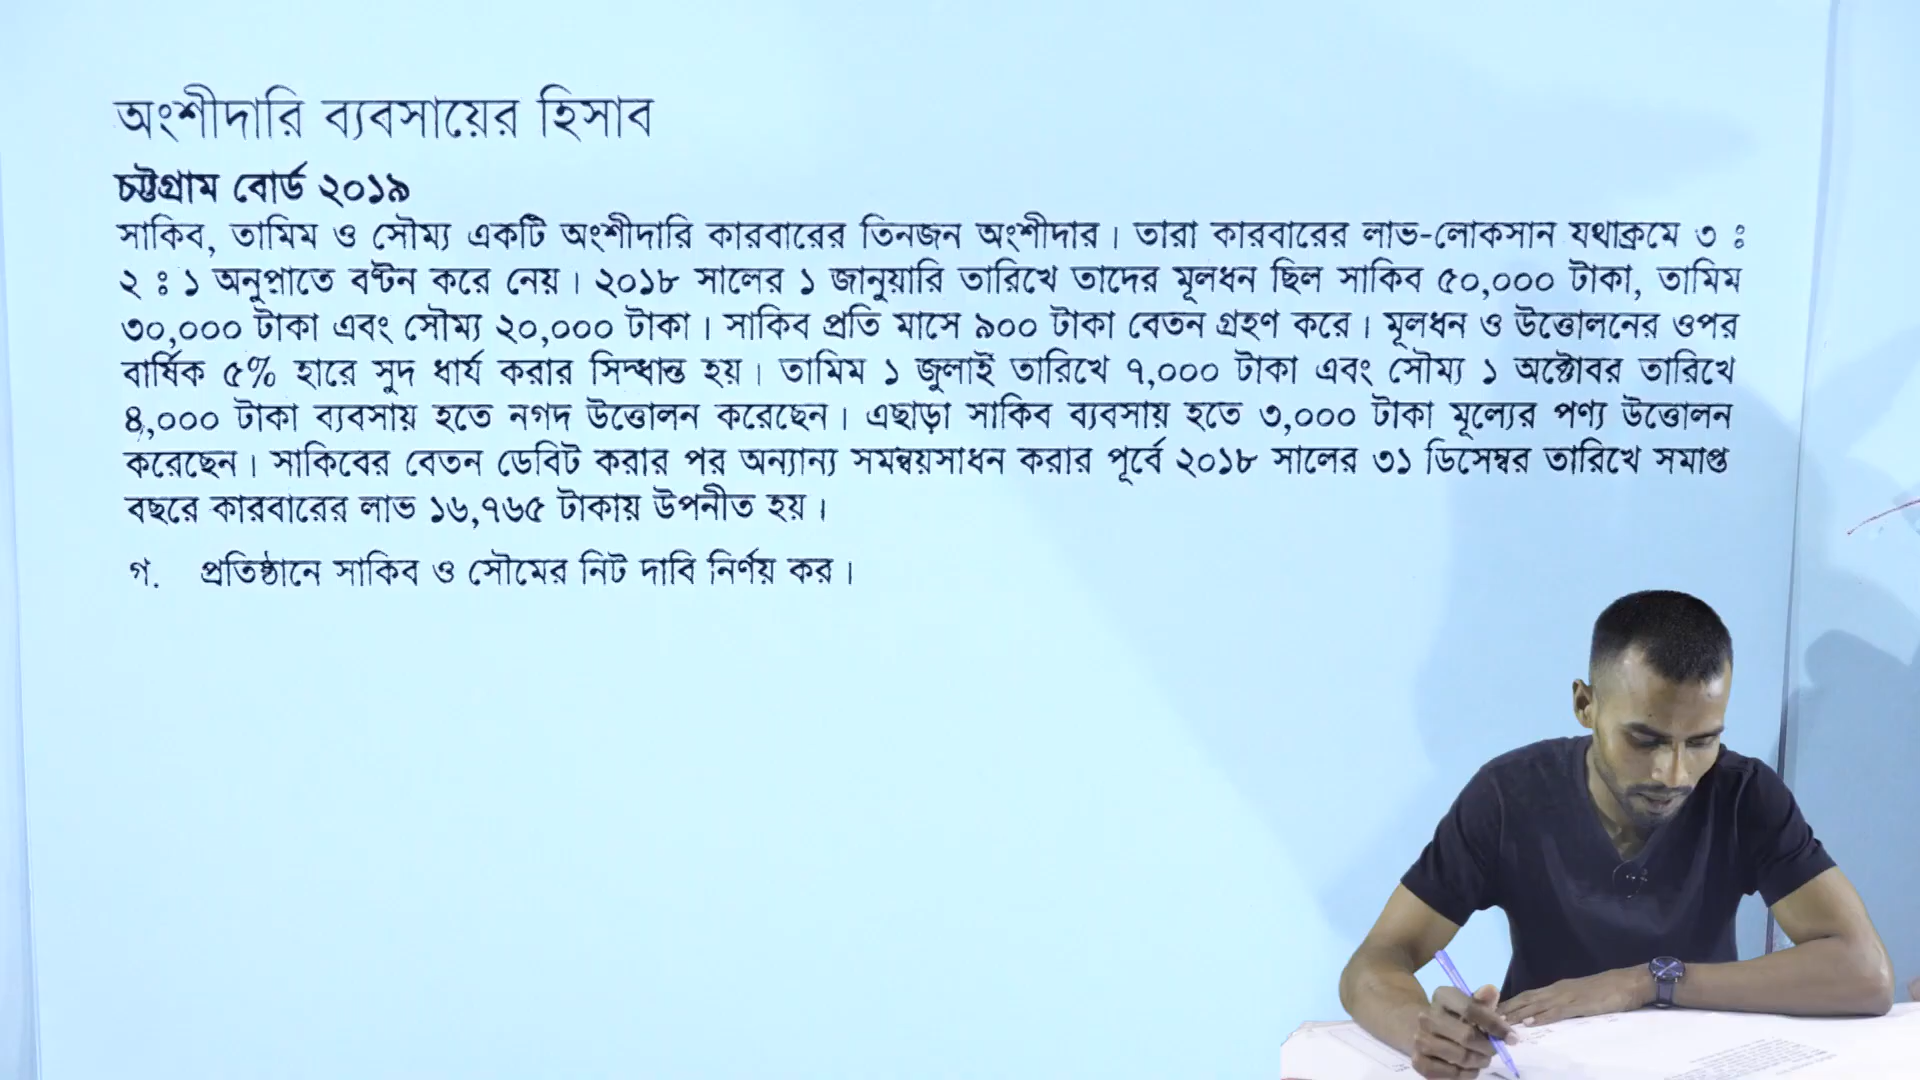 অংশীদারি ব্যবসায়ের হিসাব
চট্টগ্রাম বোর্ড ২০১৯
সাকিব, তামিম ও সৌম্য একটি অংশীদারি কারবারের তিনজন অংশীদার। তারা কারবারের লাভ-লোকসান যথাক্রমে ৩ ঃ
২ ঃ ১ অনুপাতে বণ্টন করে নেয়। ২০১৮ সালের ১ জানুয়ারি তারিখে তাদের মূলধন ছিল সাকিব ৫০,০০০ টাকা, তামিম
৩০,০০০ টাকা এবং সৌম্য ২০,০০০ টাকা। সাকিব প্রতি মাসে ৯০০ টাকা বেতন গ্রহণ করে। মূলধন ও উত্তোলনের ওপর
বার্ষিক ৫% হারে সুদ ধার্য করার সিদ্ধান্ত হয়। তামিম ১ জুলাই তারিখে ৭,০০০ টাকা এবং সৌম্য ১ অক্টোবর তারিখে
৪,০০০ টাকা ব্যবসায় হতে নগদ উত্তোলন করেছেন। এছাড়া সাকিব ব্যবসায় হতে ৩,০০০ টাকা মূল্যের পণ্য উত্তোলন
করেছেন। সাকিবের বেতন ডেবিট করার পর অন্যান্য সমন্বয়সাধন করার পূর্বে ২০১৮ সালের ৩১ ডিসেম্বর তারিখে সমাপ্ত
বছরে কারবারের লাভ ১৬,৭৬৫ টাকায় উপনীত হয়।
গ. প্রতিষ্ঠানে সাকিব ও সৌমের নিট দাবি নির্ণয় কর।